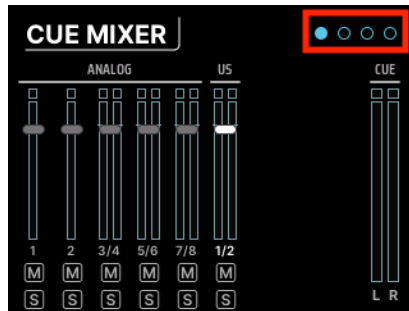 CUE MIXER
ANALOG US CUE
1 2 3/4 5/6 7/8 1/2
M M M M M M
S S S S S S L R